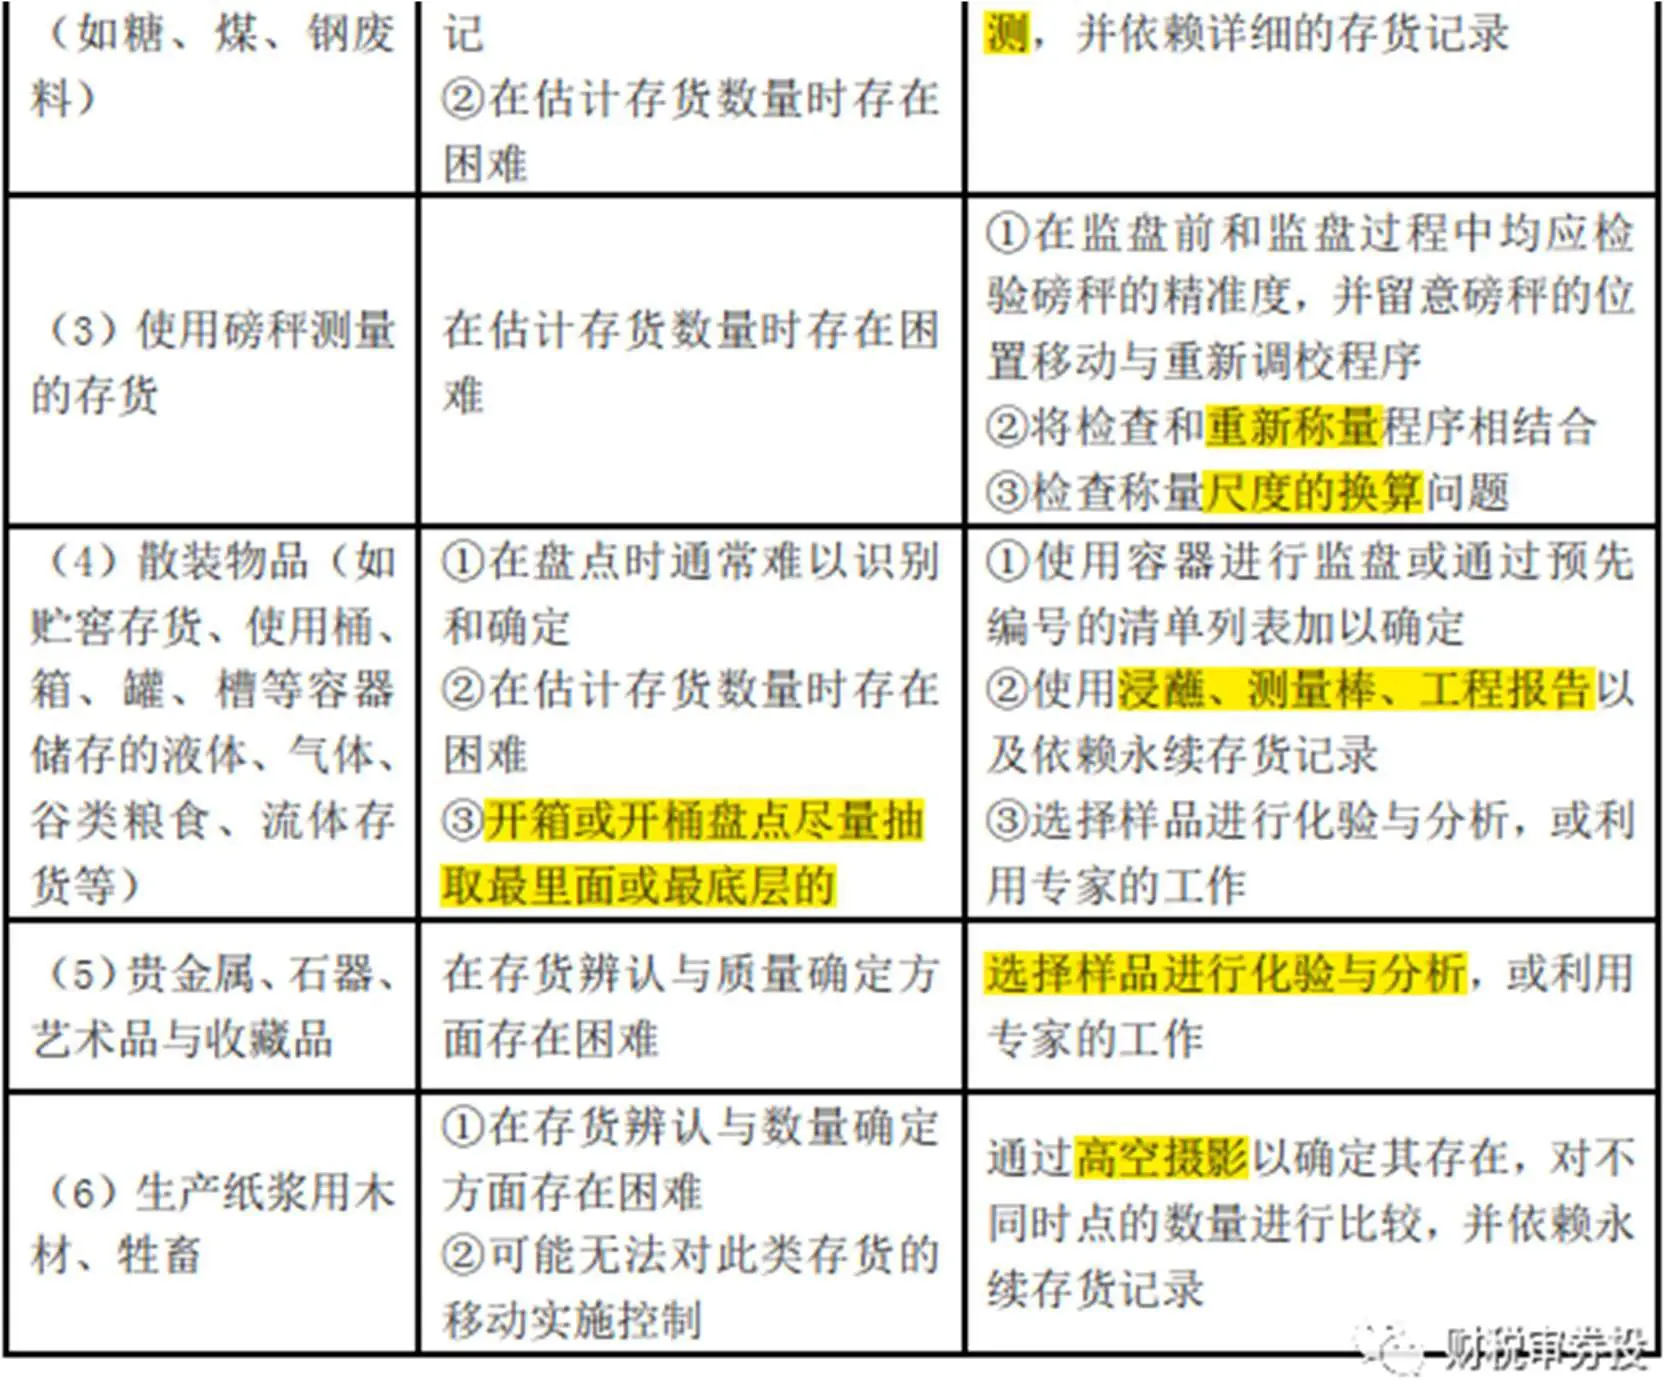 （如糖、煤、钢废
料）
记
②在估计存货数量时存在
困难
测，并依赖详细的存货记录
（3）使用磅秤测量
的存货
在估计存货数量时存在困
难
①在监盘前和监盘过程中均应检
验磅秤的精准度，并留意磅秤的位
置移动与重新调校程序
②将检查和重新称量程序相结合
③检查称量尺度的换算问题
（4）散装物品（如
贮窖存货、使用桶、
箱、罐、槽等容器
储存的液体、气体、
谷类粮食、流体存
货等）
①在盘点时通常难以识别
和确定
②在估计存货数量时存在
困难
③开箱或开桶盘点尽量抽
取最里面或最底层的
①使用容器进行监盘或通过预先
编号的清单列表加以确定
②使用浸蘸、测量棒、工程报告以
及依赖永续存货记录
③选择样品进行化验与分析，或利
用专家的工作
（5）贵金属、石器、
艺术品与收藏品
在存货辨认与质量确定方
面存在困难
选择样品进行化验与分析，或利用
专家的工作
（6）生产纸浆用木
材、牲畜
①在存货辨认与数量确定
方面存在困难
②可能无法对此类存货的
移动实施控制
通过高空摄影以确定其存在，对不
同时点的数量进行比较，并依赖永
续存货记录
财税审券投